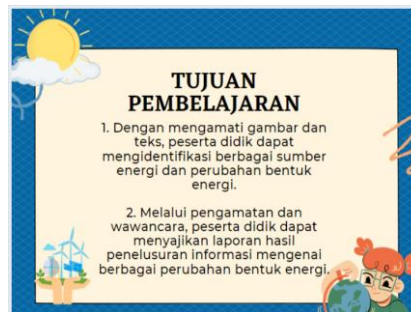 TUJUAN
PEMBELAJARAN
1. Dengan mengamati gambar dan
teks, peserta didik dapat
mengidentifikasi berbagai sumber
energi dan perubahan bentuk
energi.
2. Melalui pengamatan dan
wawancara, peserta didik dapat
menyajikan laporan hasil
penelusuran informasi mengenai
berbagai perubahan bentuk energi.